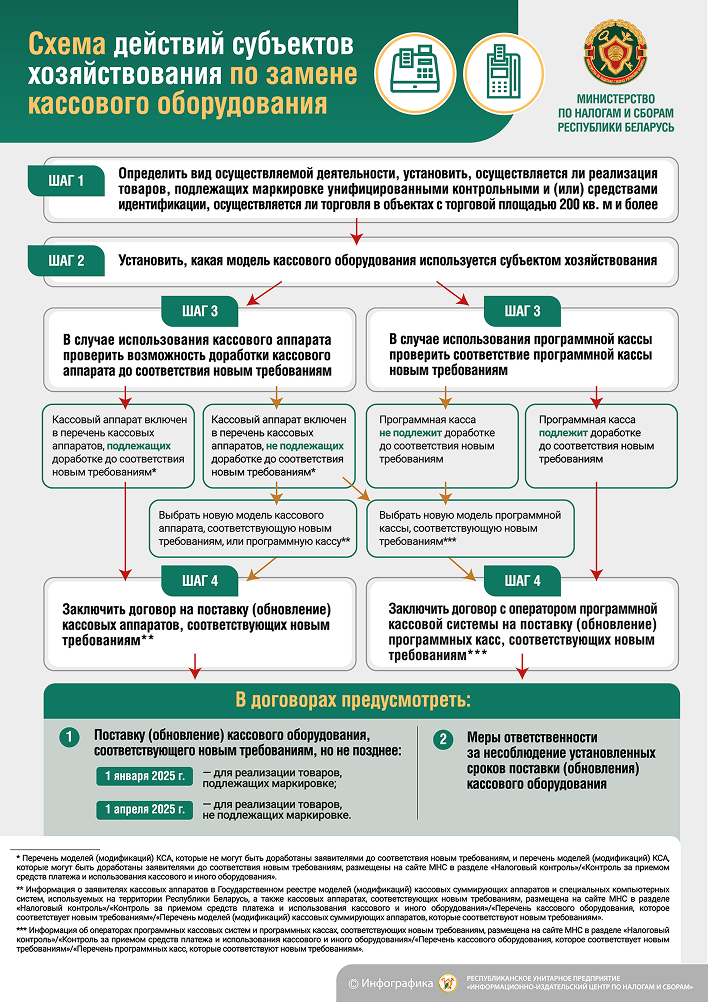 Схема действий субъектов
хозяйствования по замене
кассового оборудования
МИНИСТЕРСТВО
ПО НАЛОГАМ И СБОРАМ
РЕСПУБЛИКИ БЕЛАРУСЬ
ШАГ 1
Определить вид осуществляемой деятельности, установить, осуществляется ли реализация
товаров, подлежащих маркировке унифицированными контрольными и (или) средствами
идентификации, осуществляется ли торговля в объектах с торговой площадью 200 кв. м и более
ШАГ 2
Установить, какая модель кассового оборудования используется субъектом хозяйствования
ШАГ 3
В случае использования кассового аппарата
проверить возможность доработки кассового
аппарата до соответствия новым требованиям
ШАГ 3
В случае использования программной кассы
проверить соответствие программной кассы
новым требованиям
Кассовый аппарат включен
в перечень кассовых
аппаратов, подлежащих
доработке до соответствия
новым требованиям*
Кассовый аппарат включен
в перечень кассовых
аппаратов, не подлежащих
доработке до соответствия
новым требованиям*
Программная касса
не подлежит доработке
до соответствия новым
требованиям
Программная касса
подлежит доработке
до соответствия новым
требованиям
Выбрать новую модель кассового
аппарата, соответствующую новым
требованиям, или программную кассу**
Выбрать новую модель программной
кассы, соответствующую новым
требованиям***
ШАГ 4
Заключить договор на поставку (обновление)
кассовых аппаратов, соответствующих новым
требованиям**
ШАГ 4
Заключить договор с оператором программной
кассовой системы на поставку (обновление)
программных касс, соответствующих новым
требованиям***
В договорах предусмотреть:
1
Поставку (обновление) кассового оборудования,
соответствующего новым требованиям, но не позднее:
1 января 2025 г.
— для реализации товаров,
подлежащих маркировке;
1 апреля 2025 г.
— для реализации товаров,
не подлежащих маркировке.
2
Меры ответственности
за несоблюдение установленных
сроков поставки (обновления)
кассового оборудования
* Перечень моделей (модификаций) КСА, которые не могут быть доработаны заявителями до соответствия новым требованиям, и перечень моделей (модификаций) КСА,
которые могут быть доработаны заявителями до соответствия новым требованиям, размещены на сайте МНС в разделе «Налоговый контроль»/«Контроль за приемом
средств платежа и использования кассового и иного оборудования».
** Информация о заявителях кассовых аппаратов в Государственном реестре моделей (модификаций) кассовых суммирующих аппаратов и специальных компьютерных
систем, используемых на территории Республики Беларусь, а также кассовых аппаратах, соответствующих новым требованиям, размещена на сайте МНС в разделе
«Налоговый контроль»/«Контроль за приемом средств платежа и использования кассового и иного оборудования»/«Перечень кассового оборудования, которое
соответствует новым требованиям»/«Перечень моделей (модификаций) кассовых суммирующих аппаратов, которые соответствуют новым требованиям».
*** Информация об операторах программных кассовых систем и программных кассах, соответствующих новым требованиям, размещена на сайте МНС в разделе «Налоговый
контроль»/«Контроль за приемом средств платежа и использования кассового и иного оборудования»/«Перечень кассового оборудования, которое соответствует новым
требованиям»/«Перечень программных касс, которые соответствуют новым требованиям».
© Инфографика
РЕСПУБЛИКАНСКОЕ УНИТАРНОЕ ПРЕДПРИЯТИЕ
«ИНФОРМАЦИОННО-ИЗДАТЕЛЬСКИЙ ЦЕНТР ПО НАЛОГАМ И СБОРАМ»